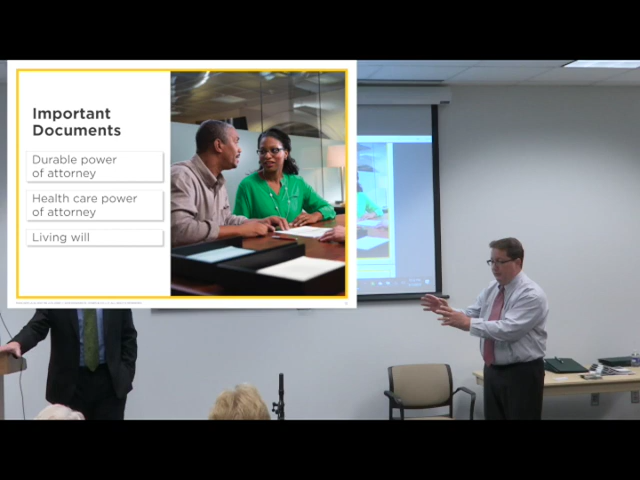 Important
Documents
Durable power
of attorney
Health care power
of attorney
Living will